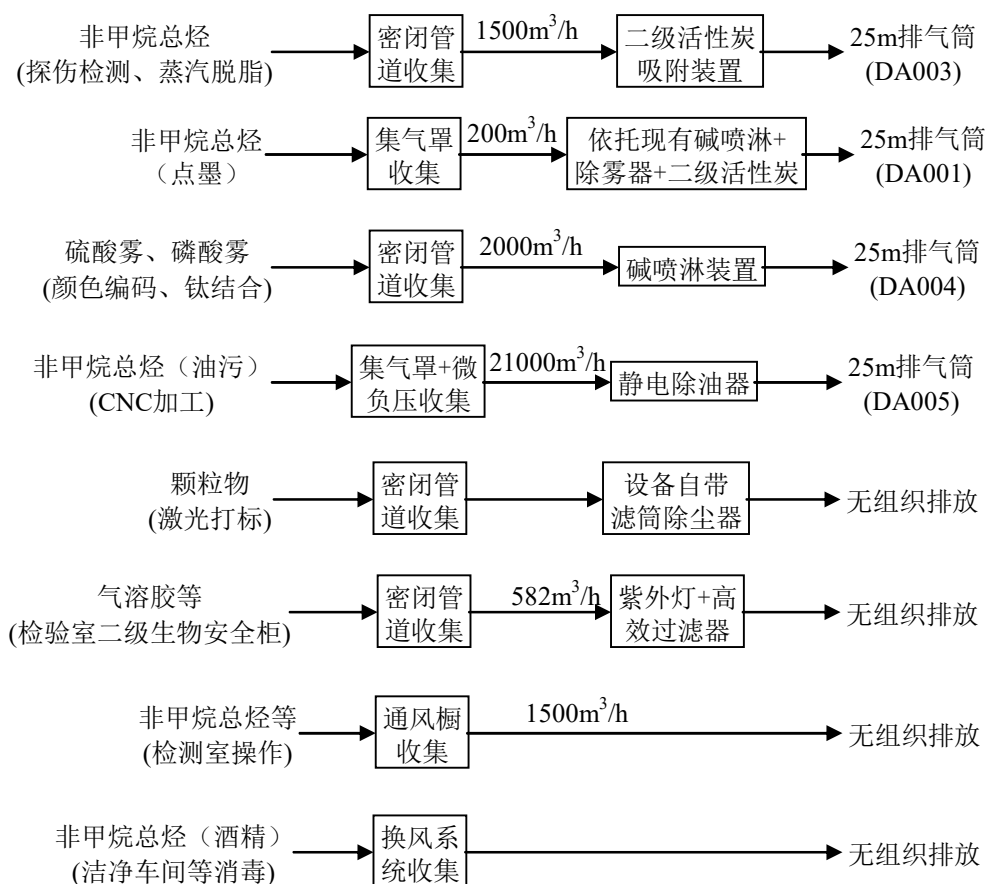 非甲烷总烃
(探伤检测、蒸汽脱脂)
密闭管
道收集
1500m³/h
二级活性炭
吸附装置
25m排气筒
(DA003)
非甲烷总烃
（点墨）
集气罩
收集
200m³/h
依托现有碱喷淋+
除雾器+二级活性炭
25m排气筒
(DA001)
硫酸雾、磷酸雾
(颜色编码、钛结合)
密闭管
道收集
2000m³/h
碱喷淋装置
25m排气筒
(DA004)
非甲烷总烃（油污）
(CNC加工)
集气罩+微
负压收集
21000m³/h
静电除油器
25m排气筒
(DA005)
颗粒物
(激光打标)
密闭管
道收集
设备自带
滤筒除尘器
无组织排放
气溶胶等
(检验室二级生物安全柜)
密闭管
道收集
582m³/h
紫外灯+高
效过滤器
无组织排放
非甲烷总烃等
(检测室操作)
通风橱
收集
1500m³/h
无组织排放
非甲烷总烃（酒精）
(洁净车间等消毒)
换风系
统收集
无组织排放